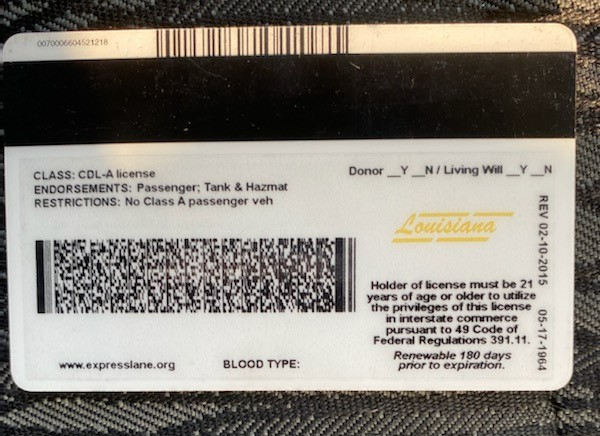 0070006604521218
CLASS: CDL-A license
ENDORSEMENTS: Passenger; Tank & Hazmat
RESTRICTIONS: No Class A passenger veh
Donor __Y __N / Living Will __Y __N
Louisiana
REV 02-10-2015 05-17-1964
Holder of license must be 21
years of age or older to utilize
the privileges of this license
in interstate commerce
pursuant to 49 Code of
Federal Regulations 391.11.
Renewable 180 days
prior to expiration.
www.expresslane.org
BLOOD TYPE: